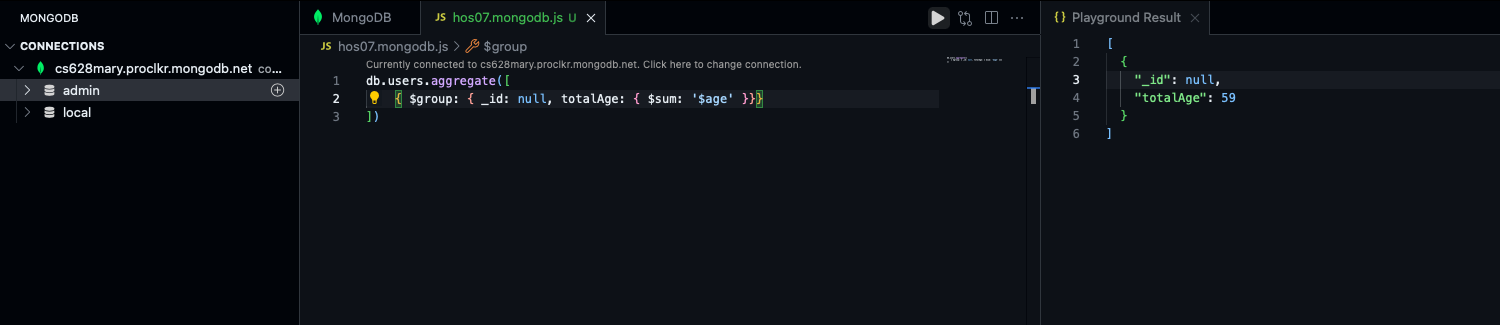 MONGODB
CONNECTIONS
cs628mary.proclkr.mongodb.net co...
admin
local
MongoDB
JS hos07.mongodb.js U
JS hos07.mongodb.js > $group
Currently connected to cs628mary.proclkr.mongodb.net. Click here to change connection.
1 db.users.aggregate([
2 { $group: { _id: null, totalAge: { $sum: '$age' }}}
3 ])
{} Playground Result
1 [
2 {
3 "_id": null,
4 "totalAge": 59
5 }
6 ]